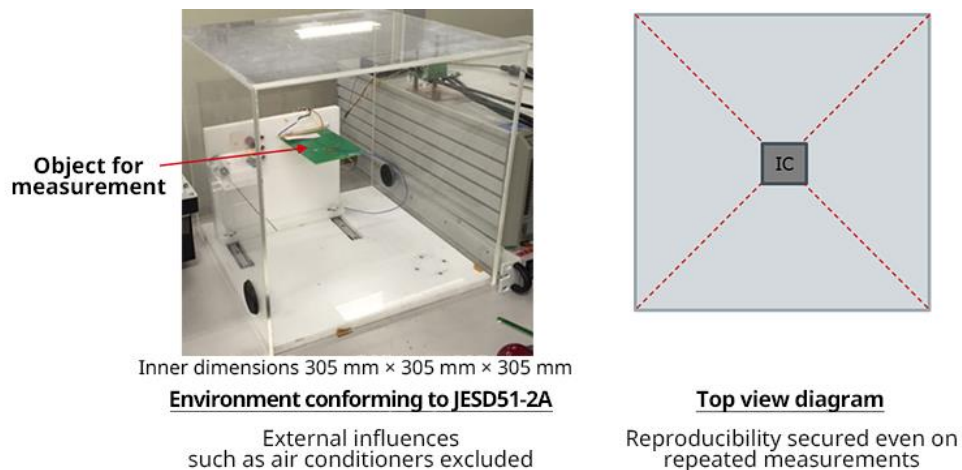 Object for
measurement
IC
Inner dimensions 305 mm × 305 mm × 305 mm
Environment conforming to JESD51-2A
External influences
such as air conditioners excluded
Top view diagram
Reproducibility secured even on
repeated measurements